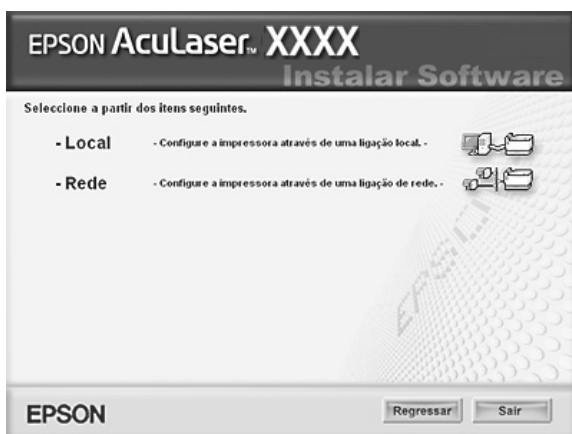 EPSON AcuLaser™ XXXX
Instalar Software
Seleccione a partir dos itens seguintes.
- Local - Configure a impressora através de uma ligação local. -
- Rede - Configure a impressora através de uma ligação de rede. -
EPSON
EPSON Regressar Sair